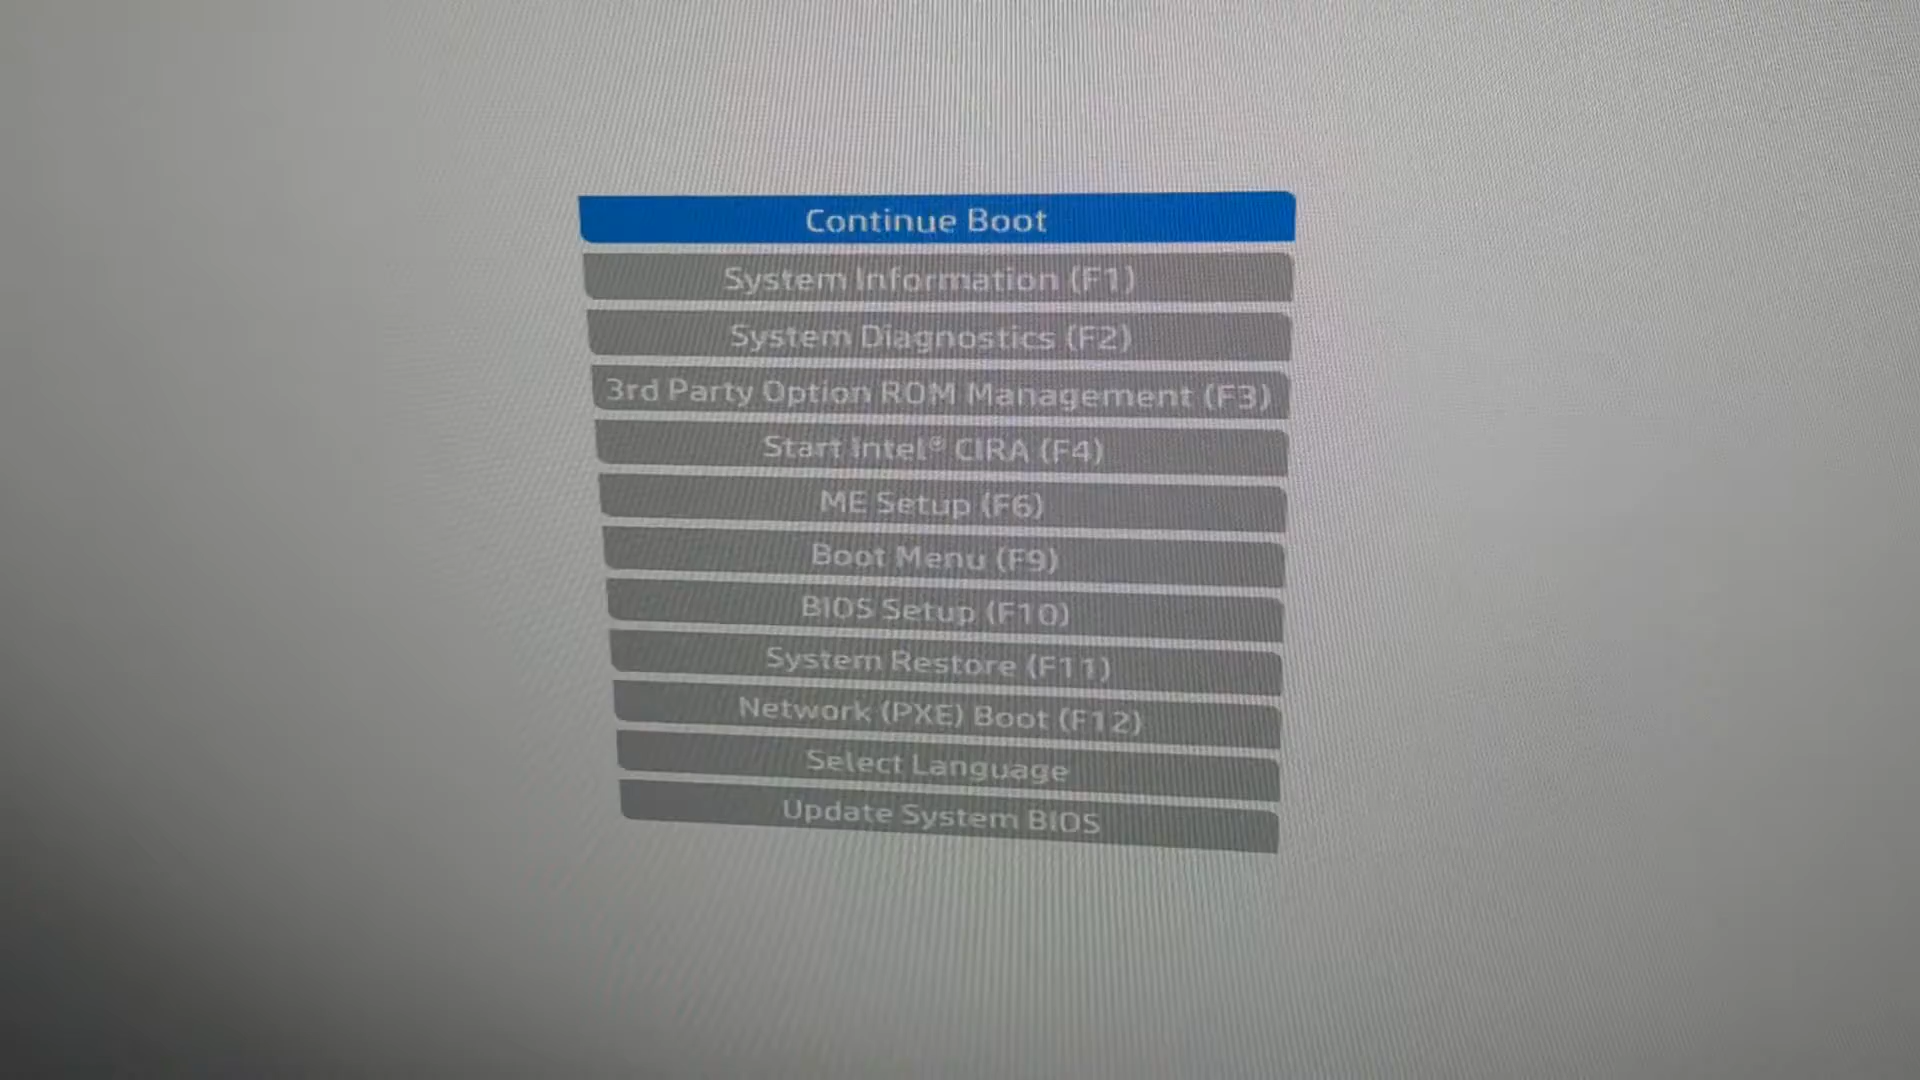 Continue Boot
System Information (F1)
System Diagnostics (F2)
3rd Party Option ROM Management (F3)
Start Intel® CIRA (F4)
ME Setup (F6)
Boot Menu (F9)
BIOS Setup (F10)
System Restore (F11)
Network (PXE) Boot (F12)
Select Language
Update System BIOS